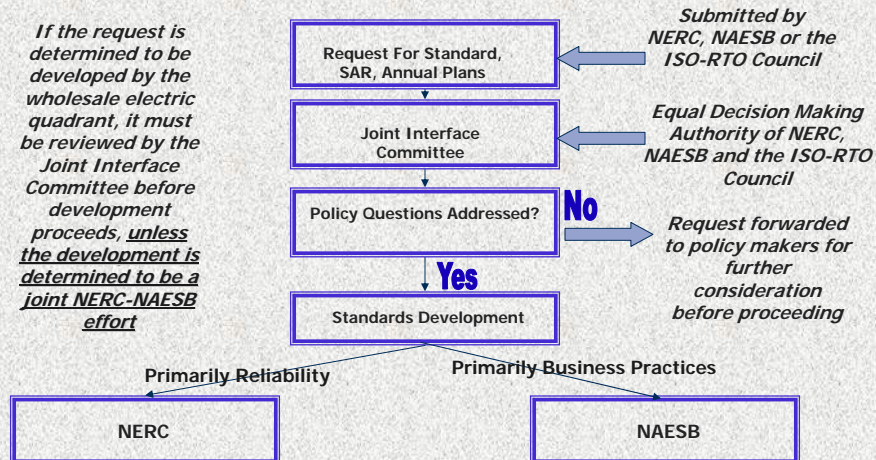 If the request is
determined to be
developed by the
wholesale electric
quadrant, it must
be reviewed by the
Joint Interface
Committee before
development
proceeds, unless
the development is
determined to be a
joint NERC-NAESB
effort
Request For Standard,
SAR, Annual Plans
Submitted by
NERC, NAESB or the
ISO-RTO Council
Joint Interface
Committee
Equal Decision Making
Authority of NERC,
NAESB and the ISO-RTO
Council
Policy Questions Addressed?
No
Request forwarded
to policy makers for
further
consideration
before proceeding
Yes
Standards Development
Primarily Reliability
Primarily Business Practices
NERC
NAESB